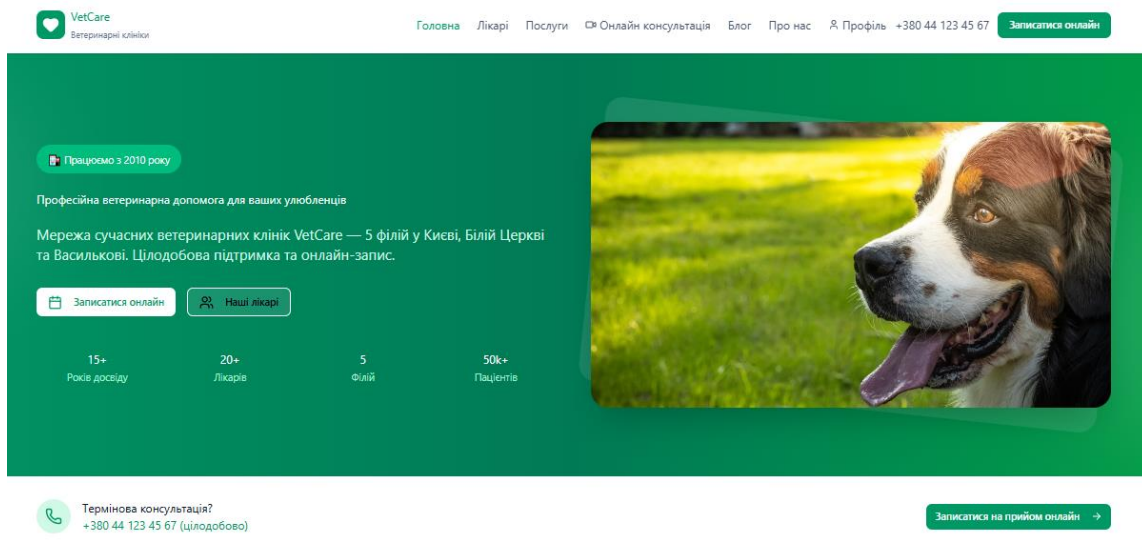 VetCare
Ветеринарні клініки
Головна Лікарі Послуги Онлайн консультація Блог Про нас Профіль +380 44 123 45 67 Записатися онлайн
Працюємо з 2010 року
Професійна ветеринарна допомога для ваших улюбленців
Мережа сучасних ветеринарних клінік VetCare — 5 філій у Києві, Білій Церкві
та Василькові. Цілодобова підтримка та онлайн-запис.
Записатися онлайн Наші лікарі
15+ 20+ 5 50k+
Років досвіду Лікарів Філій Пацієнтів
Термінова консультація?
+380 44 123 45 67 (цілодобово)
Записатися на прийом онлайн →